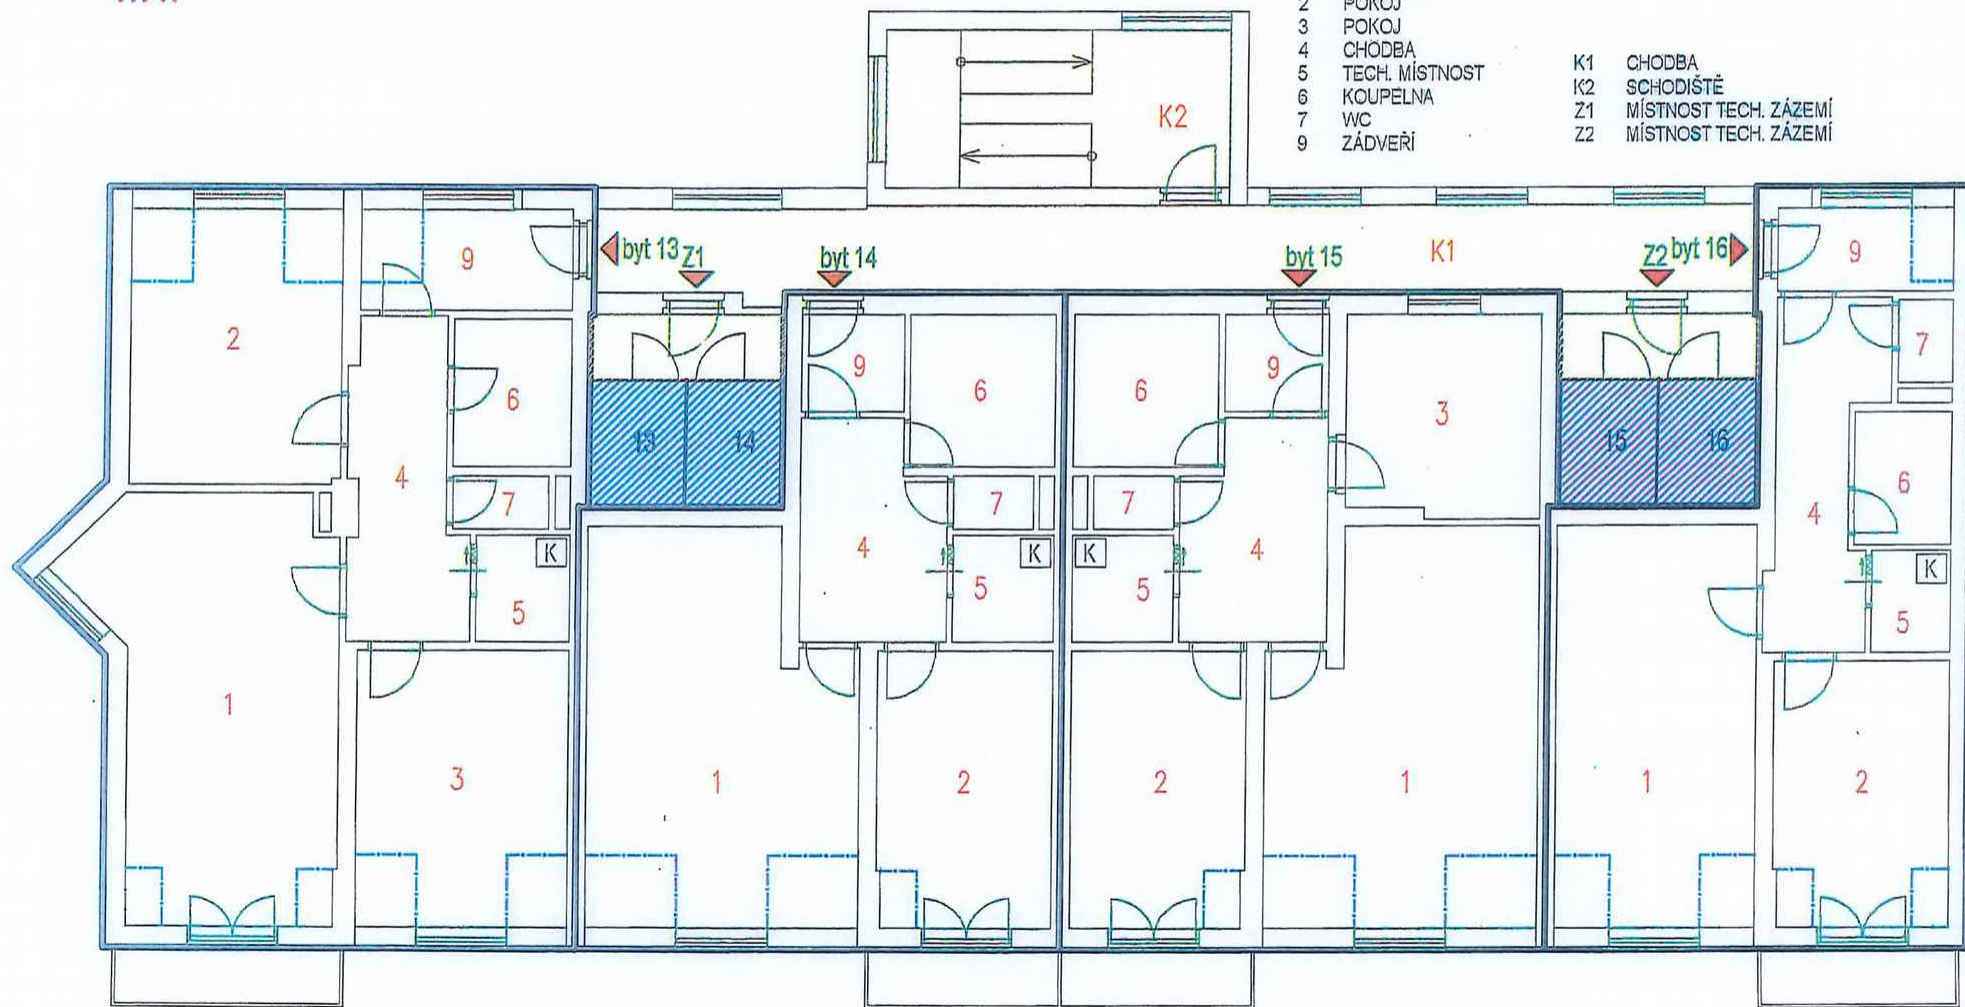 2 POKOJ
3 POKOJ
4 CHODBA
5 TECH. MÍSTNOST
6 KOUPELNA
7 WC
9 ZÁDVEŘÍ
K1 CHODBA
K2 SCHODIŠTĚ
Z1 MÍSTNOST TECH. ZÁZEMÍ
Z2 MÍSTNOST TECH. ZÁZEMÍ
K2
byt 13 Z1 byt 14 byt 15 K1 Z2 byt 16
9 9
2 9 6 6 9 3 7
6
13 14 15 16
4 7 7 7 4 6
K 4 K K 4 K
5 5 5 5
1 3 1 2 2 1 1 2